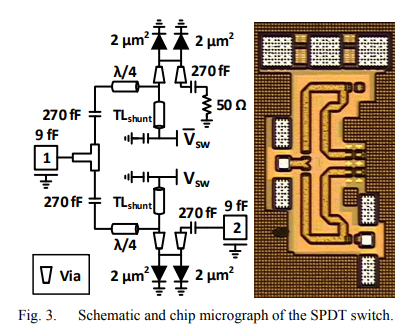 2 µm² 2 µm²
λ/4 270 fF
270 fF TLshunt 50 Ω
9 fF V̅sw
1
Vsw
270 fF TLshunt 270 fF 9 fF
2
λ/4
Via 2 µm² 2 µm²
Fig. 3. Schematic and chip micrograph of the SPDT switch.